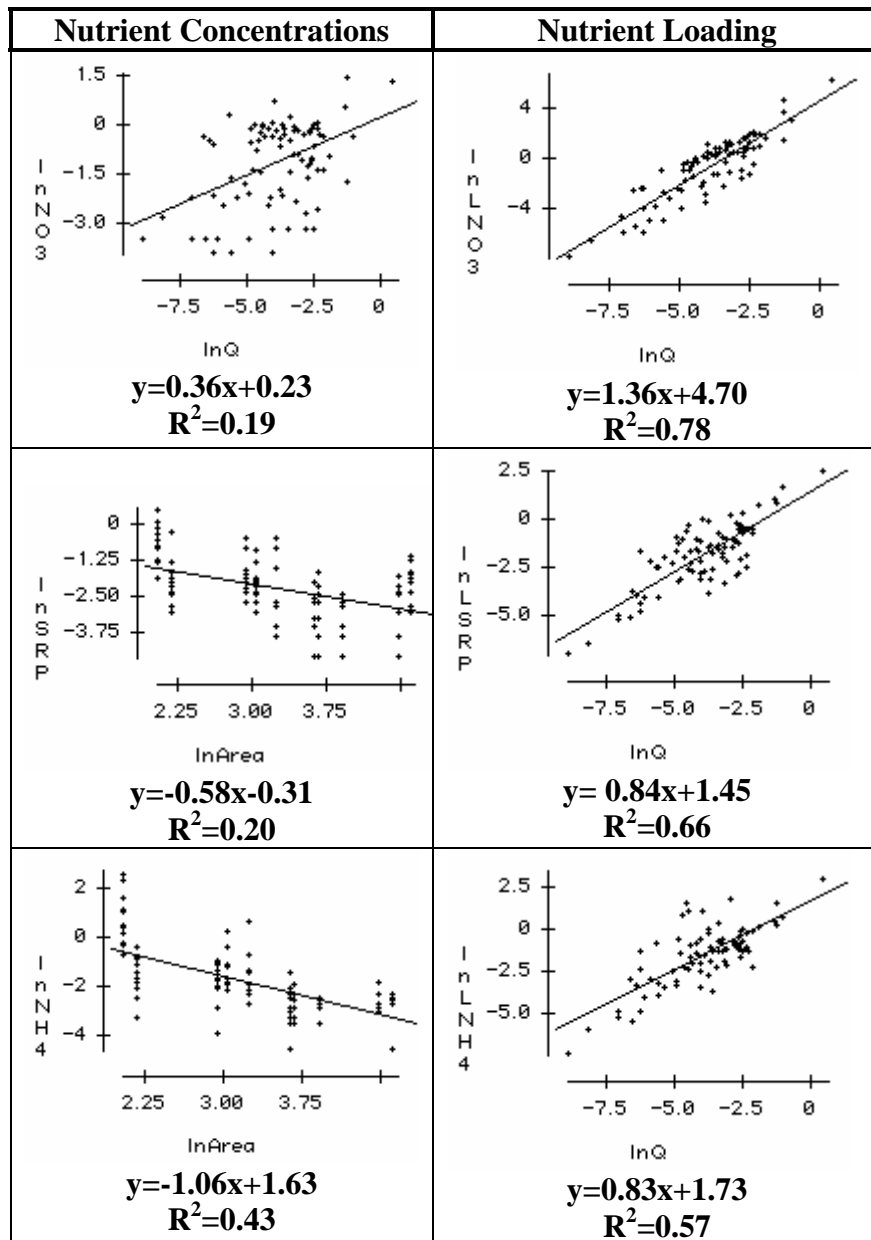 Nutrient Concentrations
Nutrient Loading
1.5
0
-1.5
-3.0
lnNO3
-7.5 -5.0 -2.5 0
lnQ
y=0.36x+0.23
R²=0.19
4
0
-4
lnLNO3
-7.5 -5.0 -2.5 0
lnQ
y=1.36x+4.70
R²=0.78
0
-1.25
-2.50
-3.75
lnSRP
2.25 3.00 3.75
lnArea
y=-0.58x-0.31
R²=0.20
2.5
0
-2.5
-5.0
lnLSRP
-7.5 -5.0 -2.5 0
lnQ
y= 0.84x+1.45
R²=0.66
2
0
-2
-4
lnNH4
2.25 3.00 3.75
lnArea
y=-1.06x+1.63
R²=0.43
2.5
0
-2.5
-5.0
lnLNH4
-7.5 -5.0 -2.5 0
lnQ
y=0.83x+1.73
R²=0.57